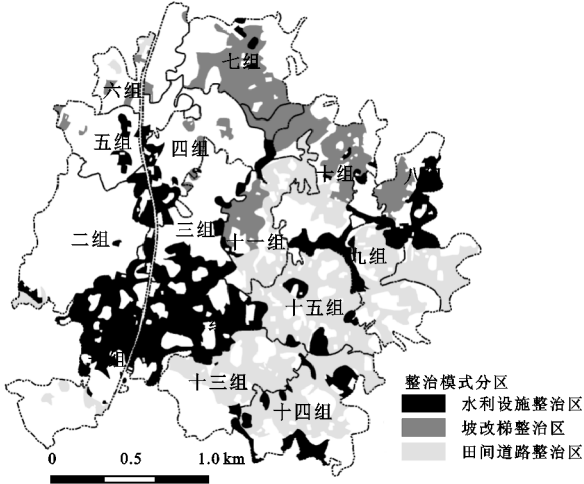 七组
六组
五组
四组
十组
八
三组
二组
十一组
九组
十五组
组
组
十三组
十四组
整治模式分区
水利设施整治区
坡改梯整治区
田间道路整治区
0 0.5 1.0 km